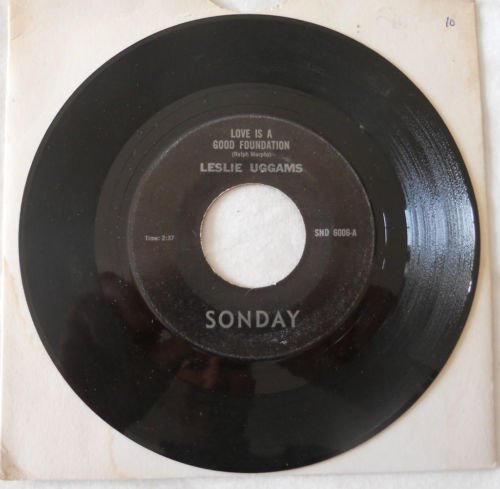 10
LOVE IS A
GOOD FOUNDATION
(Ralph Murphy)
LESLIE UGGAMS
Time: 2:37
SND 6006-A
SONDAY